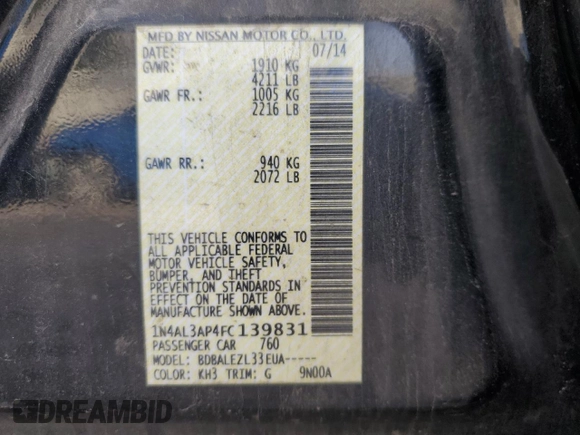 MFD BY NISSAN MOTOR CO., LTD.
DATE: 07/14
GVWR: 1910 KG
4211 LB
GAWR FR.: 1005 KG
2216 LB
GAWR RR.: 940 KG
2072 LB
THIS VEHICLE CONFORMS TO
ALL APPLICABLE FEDERAL
MOTOR VEHICLE SAFETY,
BUMPER, AND THEFT
PREVENTION STANDARDS IN
EFFECT ON THE DATE OF
MANUFACTURE SHOWN ABOVE.
1N4AL3AP4FC139831
PASSENGER CAR 760
MODEL: BDBALEZL33EUA-----
COLOR: KH3 TRIM: G 9N00A
DREAMBID